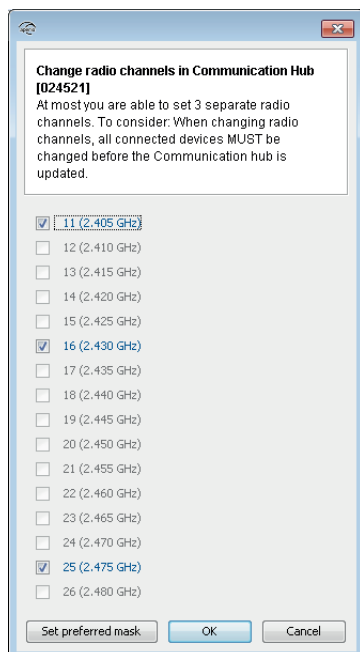 Change radio channels in Communication Hub
[024521]
At most you are able to set 3 separate radio
channels. To consider: When changing radio
channels, all connected devices MUST be
changed before the Communication hub is
updated.
11 (2.405 GHz)
12 (2.410 GHz)
13 (2.415 GHz)
14 (2.420 GHz)
15 (2.425 GHz)
16 (2.430 GHz)
17 (2.435 GHz)
18 (2.440 GHz)
19 (2.445 GHz)
20 (2.450 GHz)
21 (2.455 GHz)
22 (2.460 GHz)
23 (2.465 GHz)
24 (2.470 GHz)
25 (2.475 GHz)
26 (2.480 GHz)
Set preferred mask OK Cancel